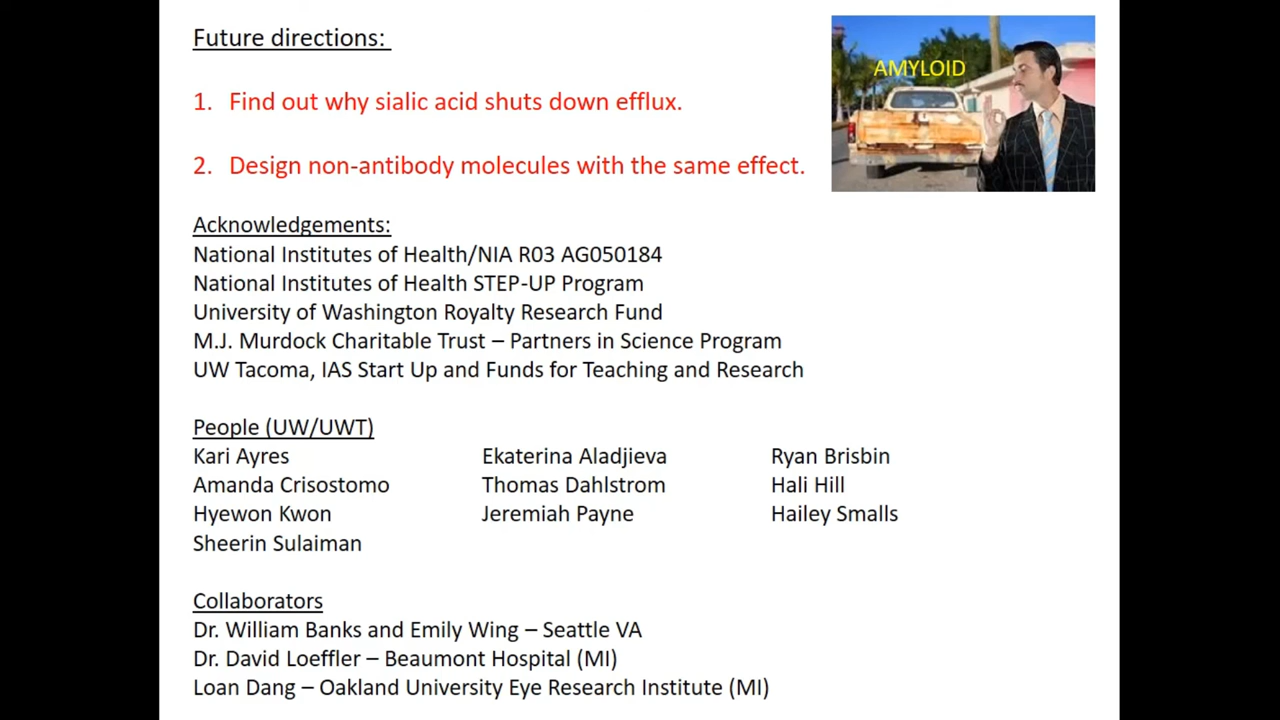 Future directions:
AMYLOID
1. Find out why sialic acid shuts down efflux.
2. Design non-antibody molecules with the same effect.
Acknowledgements:
National Institutes of Health/NIA R03 AG050184
National Institutes of Health STEP-UP Program
University of Washington Royalty Research Fund
M.J. Murdock Charitable Trust – Partners in Science Program
UW Tacoma, IAS Start Up and Funds for Teaching and Research
People (UW/UWT)
Kari Ayres Ekaterina Aladjieva Ryan Brisbin
Amanda Crisostomo Thomas Dahlstrom Hali Hill
Hyewon Kwon Jeremiah Payne Hailey Smalls
Sheerin Sulaiman
Collaborators
Dr. William Banks and Emily Wing – Seattle VA
Dr. David Loeffler – Beaumont Hospital (MI)
Loan Dang – Oakland University Eye Research Institute (MI)